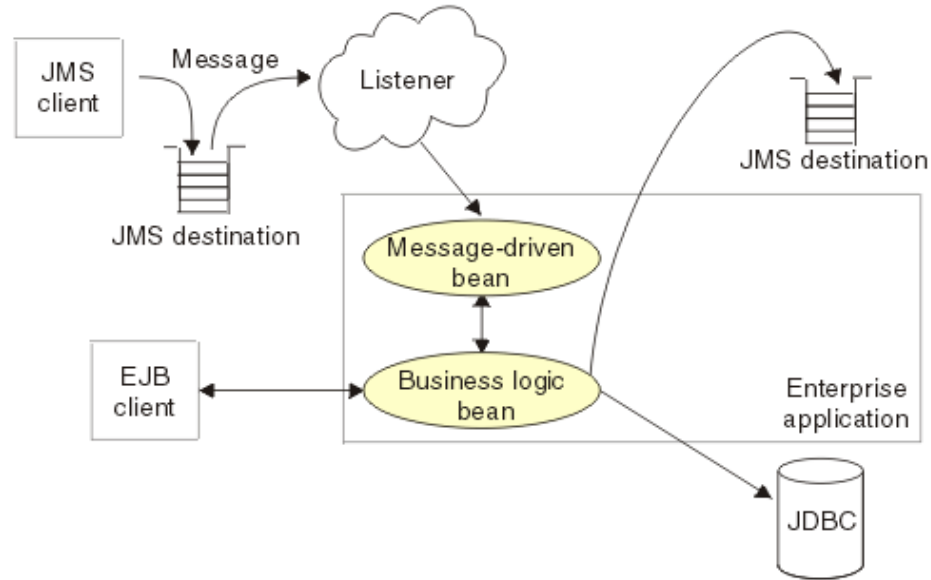 JMS
client
Message
Listener
JMS destination
JMS destination
Message-driven
bean
EJB
client
Business logic
bean
Enterprise
application
JDBC